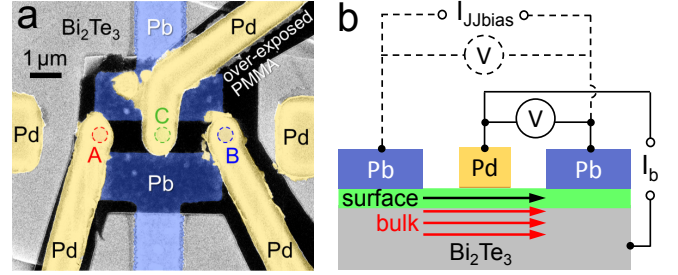 a
Bi₂Te₃
Pb
Pd
1 μm
over-exposed
PMMA
C
Pd
A
B
Pd
Pb
Pd
Pd
b
I_JJbias
V
V
Pb
Pd
Pb
I_b
surface
bulk
Bi₂Te₃